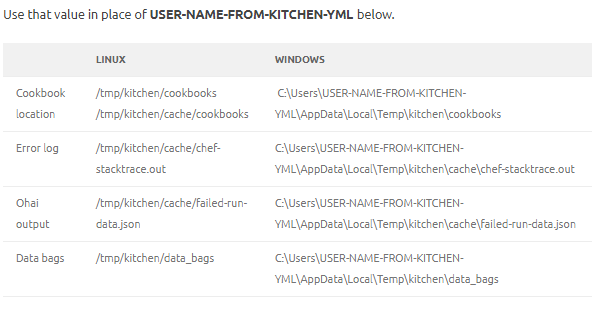 Use that value in place of USER-NAME-FROM-KITCHEN-YML below.
LINUX WINDOWS
Cookbook /tmp/kitchen/cookbooks C:\Users\USER-NAME-FROM-KITCHEN-
location /tmp/kitchen/cache/cookbooks YML\AppData\Local\Temp\kitchen\cookbooks
Error log /tmp/kitchen/cache/chef- C:\Users\USER-NAME-FROM-KITCHEN-
stacktrace.out YML\AppData\Local\Temp\kitchen\cache\chef-stacktrace.out
Ohai /tmp/kitchen/cache/failed-run- C:\Users\USER-NAME-FROM-KITCHEN-
output data.json YML\AppData\Local\Temp\kitchen\cache\failed-run-data.json
Data bags /tmp/kitchen/data_bags C:\Users\USER-NAME-FROM-KITCHEN-
YML\AppData\Local\Temp\kitchen\data_bags